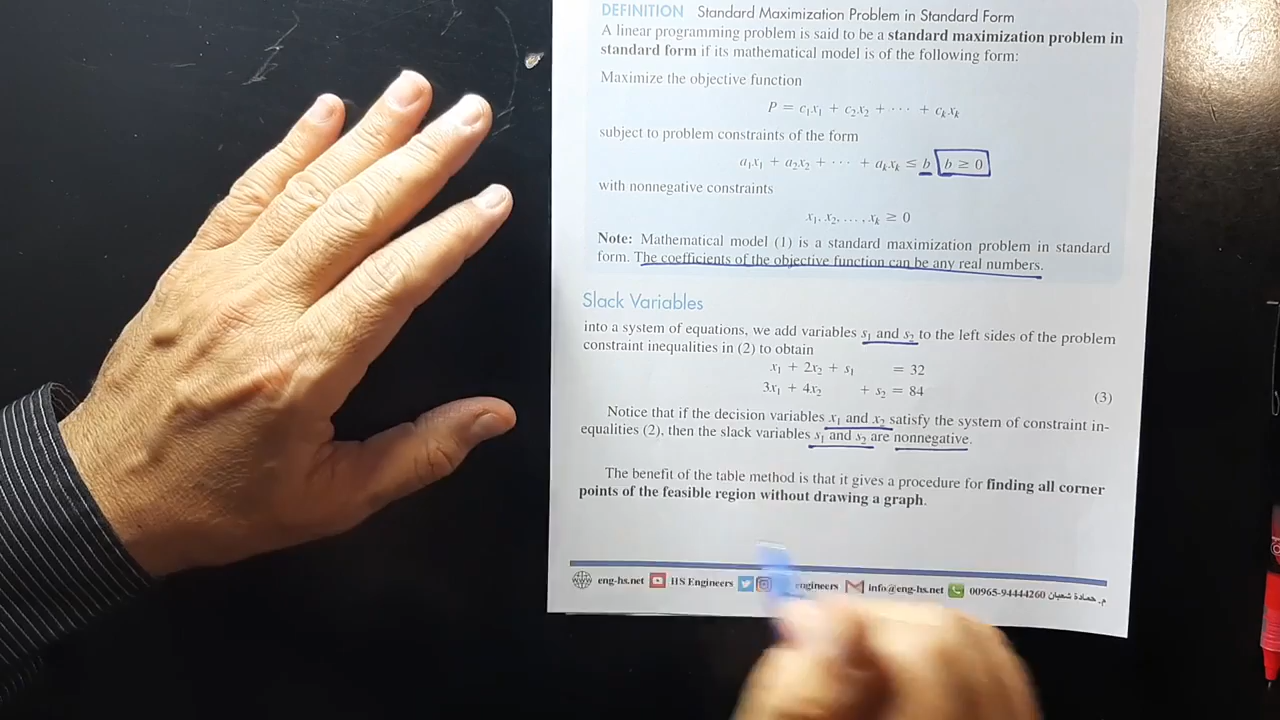 DEFINITION Standard Maximization Problem in Standard Form
A linear programming problem is said to be a standard maximization problem in
standard form if its mathematical model is of the following form:
Maximize the objective function
P = c₁x₁ + c₂x₂ + · · · + cₖxₖ
subject to problem constraints of the form
a₁x₁ + a₂x₂ + · · · + aₖxₖ ≤ b b ≥ 0
with nonnegative constraints
x₁, x₂, . . . , xₖ ≥ 0
Note: Mathematical model (1) is a standard maximization problem in standard
form. The coefficients of the objective function can be any real numbers.
Slack Variables
into a system of equations, we add variables s₁ and s₂ to the left sides of the problem
constraint inequalities in (2) to obtain
x₁ + 2x₂ + s₁ = 32
3x₁ + 4x₂ + s₂ = 84 (3)
Notice that if the decision variables x₁ and x₂ satisfy the system of constraint in-
equalities (2), then the slack variables s₁ and s₂ are nonnegative.
The benefit of the table method is that it gives a procedure for finding all corner
points of the feasible region without drawing a graph.
eng-hs.net HS Engineers engineers info@eng-hs.net 00965-94444260 م. حمادة شعبان